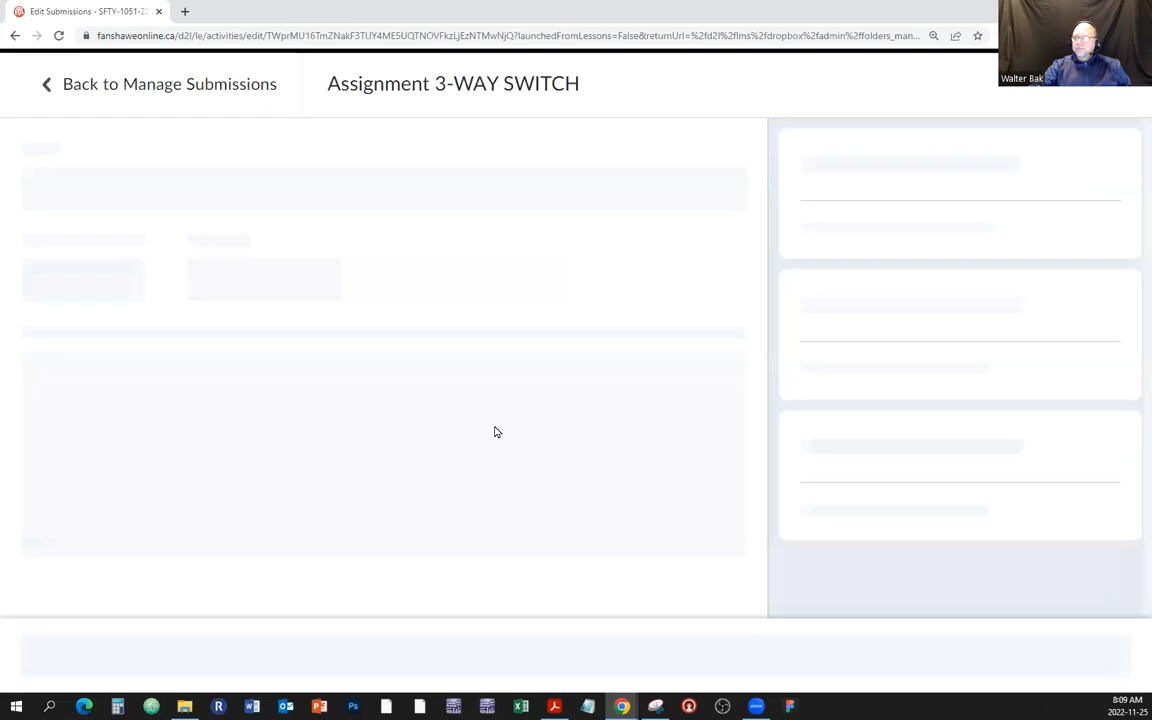 Edit Submissions - SFTY-1051-2
fanshaweonline.ca/d2l/le/activities/edit/TWprMU16TmZNakF3TUY4ME5UQTNOVFkzLjEzNTMwNjQ?launchedFromLessons=False&returnUrl=%2fd2l%2flms%2fdropbox%2fadmin%2ffolders_man...
Walter Bak
Back to Manage Submissions
Assignment 3-WAY SWITCH
8:09 AM
2022-11-25